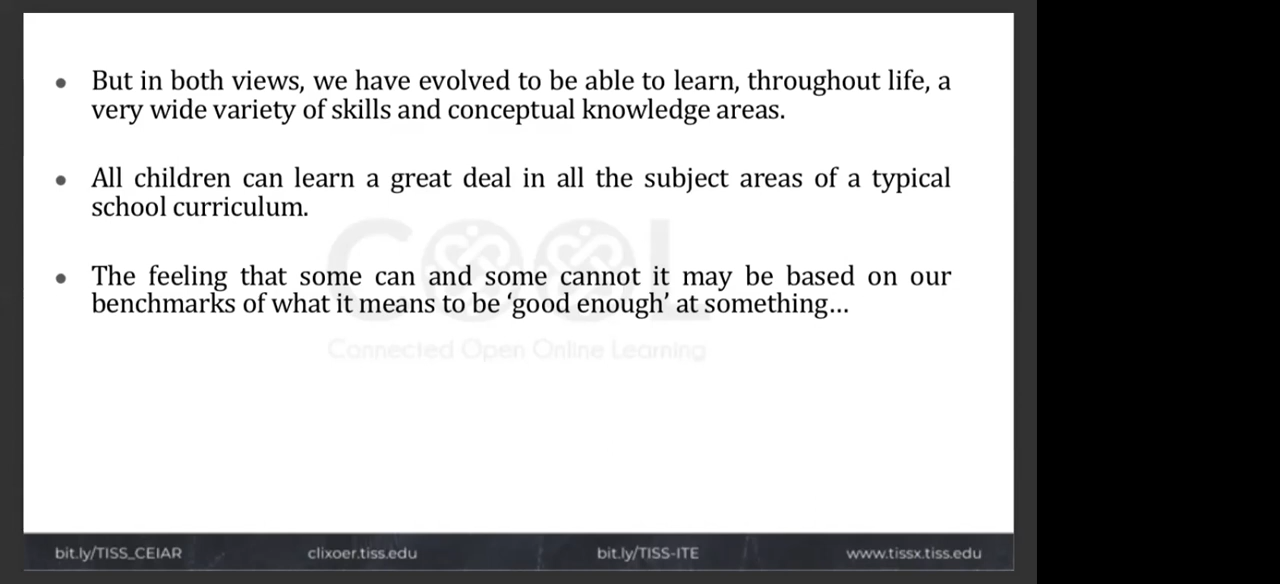 But in both views, we have evolved to be able to learn, throughout life, a
very wide variety of skills and conceptual knowledge areas.
All children can learn a great deal in all the subject areas of a typical
school curriculum.
The feeling that some can and some cannot it may be based on our
benchmarks of what it means to be ‘good enough’ at something...
COOL
Connected Open Online Learning
bit.ly/TISS_CEIAR clixoer.tiss.edu bit.ly/TISS-ITE www.tissx.tiss.edu